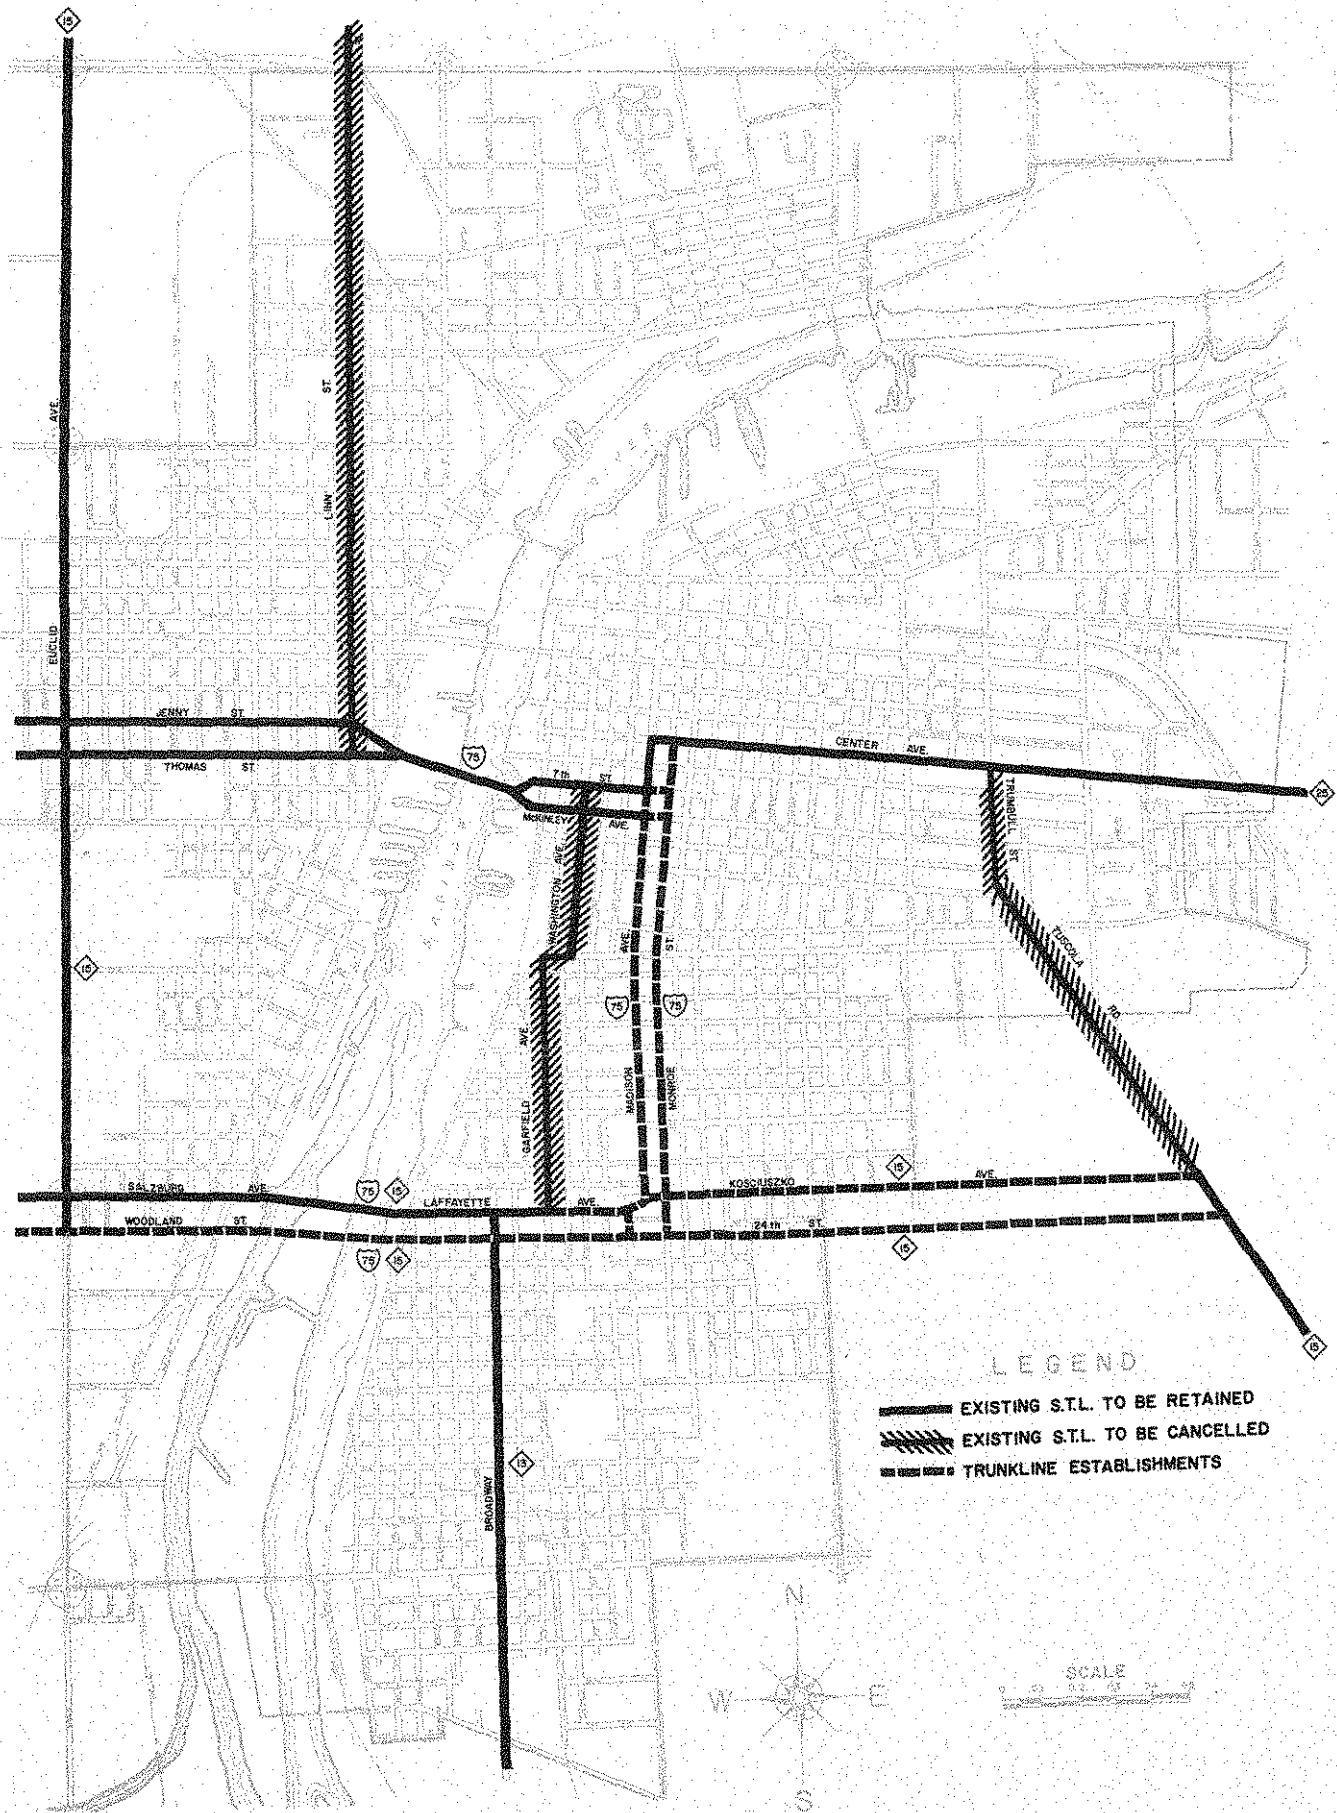 15
ST.
LINN
AVE.
EUCLID
JENNY ST.
THOMAS ST.
75
7th ST.
McKINLEY AVE.
CENTER AVE.
25
TRUMBULL ST
WASHINGTON AVE.
AVE.
ST.
TUSCOLA RD.
15
75
75
GARFIELD AVE.
MADISON
MONROE
SALZBURG AVE.
75
15
LAFFAYETTE AVE.
KOSCIUSZKO AVE.
15
WOODLAND ST.
75
15
24th ST.
15
15
BROADWAY
15
LEGEND
EXISTING S.T.L. TO BE RETAINED
EXISTING S.T.L. TO BE CANCELLED
TRUNKLINE ESTABLISHMENTS
N
W E
S
SCALE